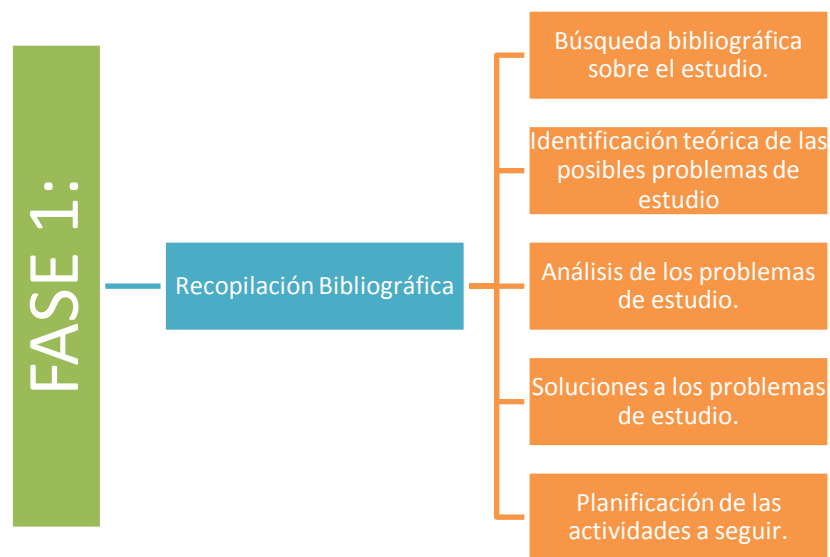 FASE 1:
Recopilación Bibliográfica
Búsqueda bibliográfica
sobre el estudio.
Identificación teórica de las
posibles problemas de
estudio
Análisis de los problemas
de estudio.
Soluciones a los problemas
de estudio.
Planificación de las
actividades a seguir.